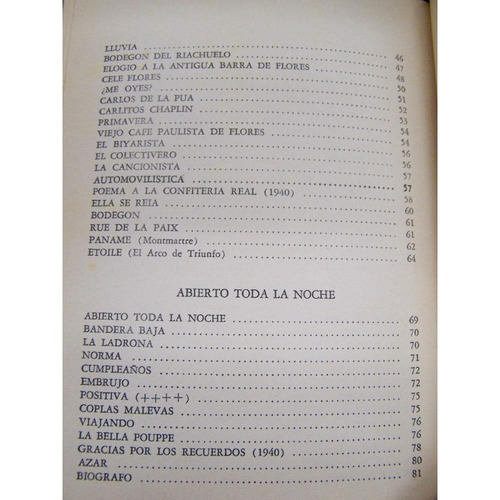 LLUVIA ........ 46
BODEGON DEL RIACHUELO ........ 47
ELOGIO A LA ANTIGUA BARRA DE FLORES ........ 48
CELE FLORES ........ 50
¿ME OYES? ........ 51
CARLOS DE LA PUA ........ 52
CARLITOS CHAPLIN ........ 53
PRIMAVERA ........ 54
VIEJO CAFE PAULISTA DE FLORES ........ 54
EL BIYARISTA ........ 56
EL COLECTIVERO ........ 56
LA CANCIONISTA ........ 57
AUTOMOVILISTICA ........ 57
POEMA A LA CONFITERIA REAL (1940) ........ 58
ELLA SE REIA ........ 60
BODEGON ........ 61
RUE DE LA PAIX ........ 61
PANAME (Montmartre) ........ 62
ETOILE (El Arco de Triunfo) ........ 64
ABIERTO TODA LA NOCHE
ABIERTO TODA LA NOCHE ........ 69
BANDERA BAJA ........ 70
LA LADRONA ........ 70
NORMA ........ 71
CUMPLEAÑOS ........ 72
EMBRUJO ........ 72
POSITIVA (++++) ........ 75
COPLAS MALEVAS ........ 75
VIAJANDO ........ 76
LA BELLA POUPPE ........ 76
GRACIAS POR LOS RECUERDOS (1940) ........ 78
AZAR ........ 80
BIOGRAFO ........ 81